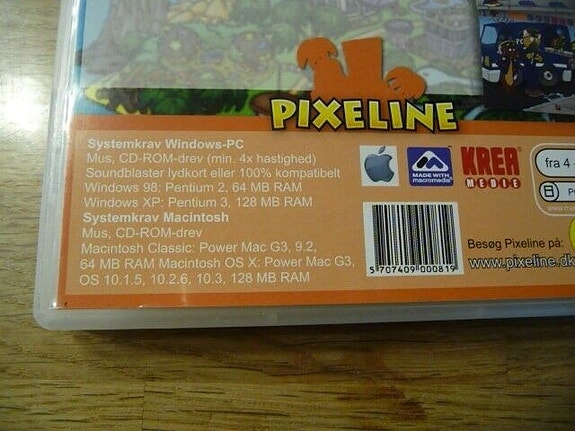 PIXELINE
Systemkrav Windows-PC
Mus, CD-ROM-drev (min. 4x hastighed)
Soundblaster lydkort eller 100% kompatibelt
Windows 98: Pentium 2, 64 MB RAM
Windows XP: Pentium 3, 128 MB RAM
Systemkrav Macintosh
Mus, CD-ROM-drev
Macintosh Classic: Power Mac G3, 9.2,
64 MB RAM Macintosh OS X: Power Mac G3,
OS 10.1.5, 10.2.6, 10.3, 128 MB RAM
MADE WITH
macromedia
KREA
MEDIE
fra 4
5 707409 000819
Besøg Pixeline på:
www.pixeline.dk